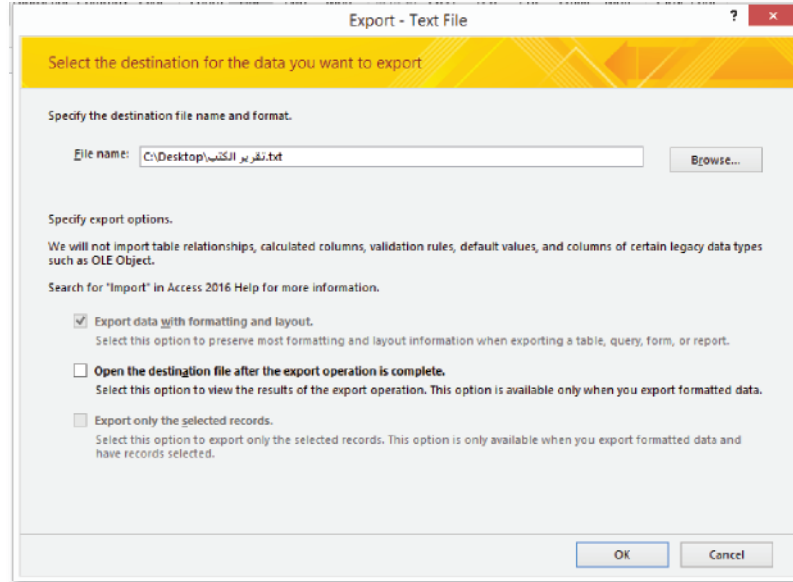 Export - Text File
?
Select the destination for the data you want to export
Specify the destination file name and format.
File name:
C:\Desktop\تقرير الكتب.txt
Browse...
Specify export options.
We will not import table relationships, calculated columns, validation rules, default values, and columns of certain legacy data types
such as OLE Object.
Search for "Import" in Access 2016 Help for more information.
Export data with formatting and layout.
Select this option to preserve most formatting and layout information when exporting a table, query, form, or report.
Open the destination file after the export operation is complete.
Select this option to view the results of the export operation. This option is available only when you export formatted data.
Export only the selected records.
Select this option to export only the selected records. This option is only available when you export formatted data and
have records selected.
OK
Cancel